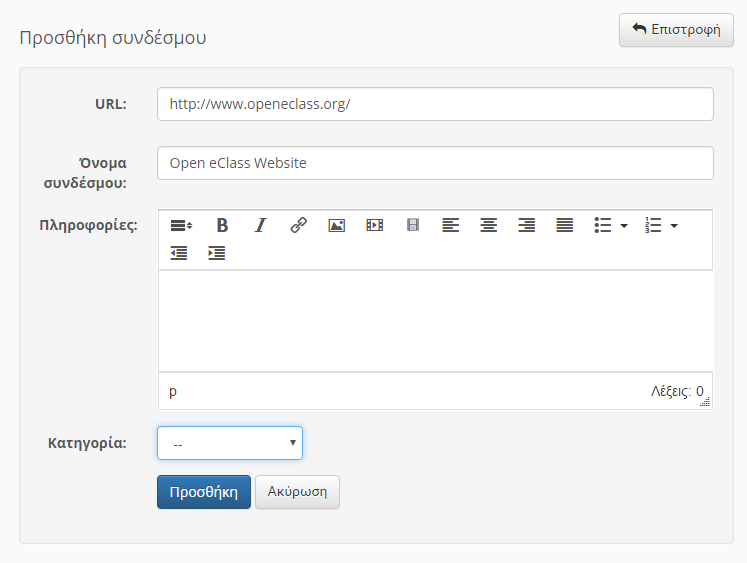 Προσθήκη συνδέσμου
Επιστροφή
URL:
http://www.openeclass.org/
Όνομα
συνδέσμου:
Open eClass Website
Πληροφορίες:
p
Λέξεις: 0
Κατηγορία:
--
Προσθήκη
Ακύρωση